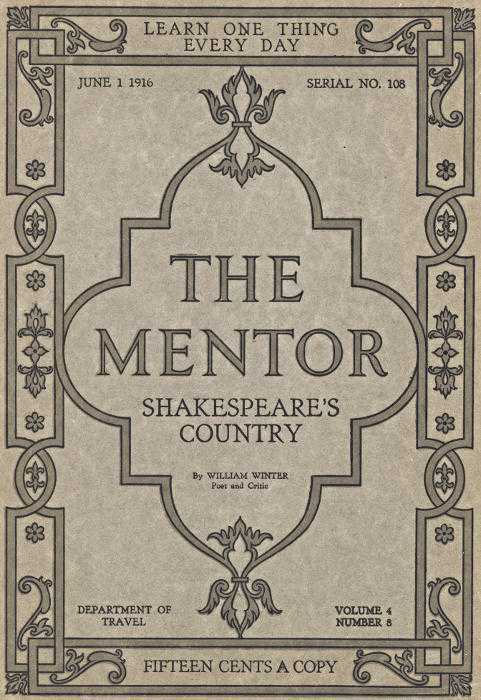 LEARN ONE THING
EVERY DAY
JUNE 1 1916
SERIAL NO. 108
THE
MENTOR
SHAKESPEARE'S
COUNTRY
By WILLIAM WINTER
Poet and Critic
DEPARTMENT OF
TRAVEL
VOLUME 4
NUMBER 8
FIFTEEN CENTS A COPY